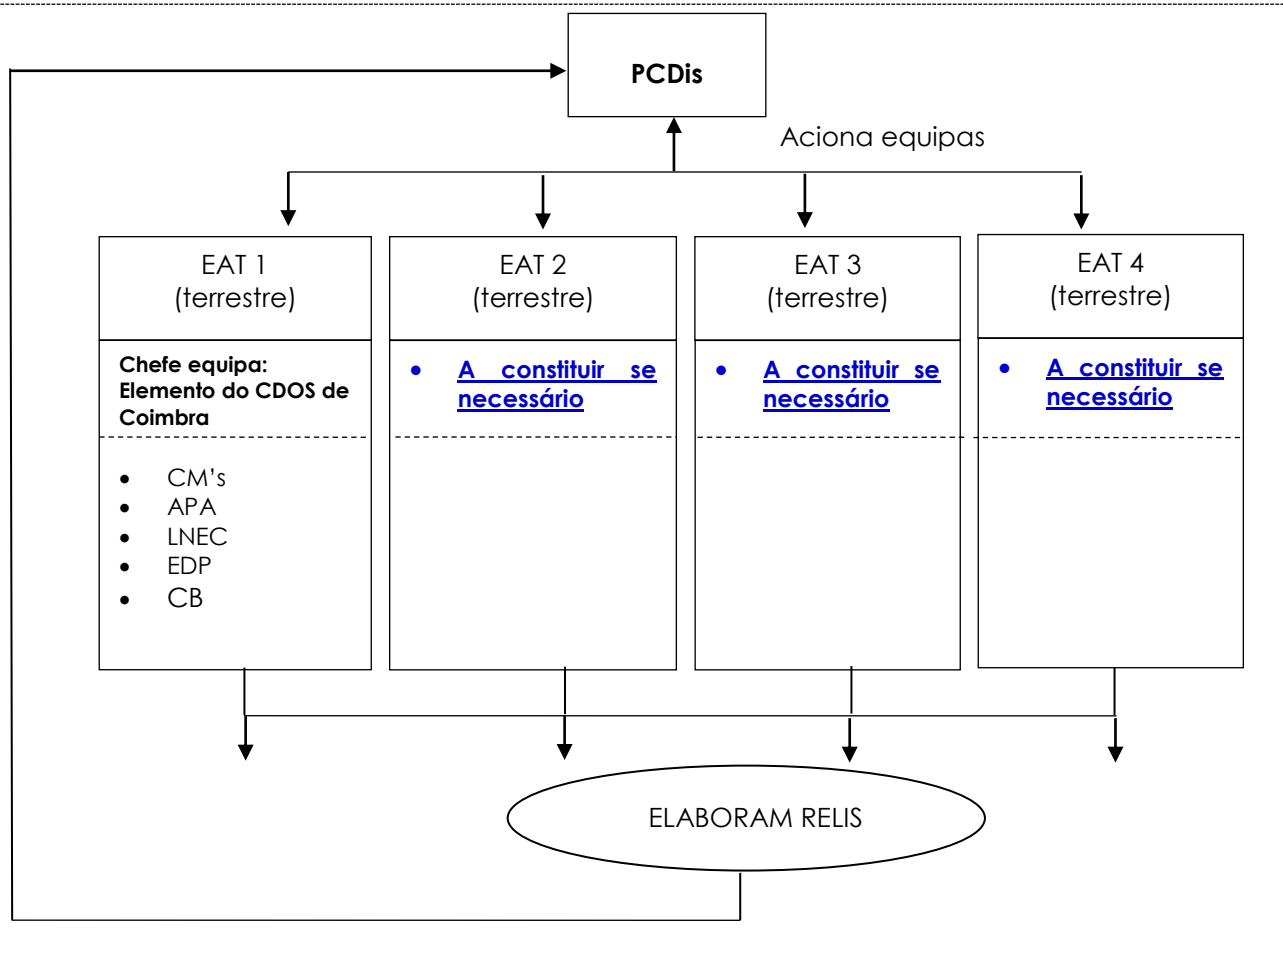 PCDis
Aciona equipas
EAT 1
(terrestre)
Chefe equipa:
Elemento do CDOS de
Coimbra
• CM's
• APA
• LNEC
• EDP
• CB
EAT 2
(terrestre)
• A constituir se
necessário
EAT 3
(terrestre)
• A constituir se
necessário
EAT 4
(terrestre)
• A constituir se
necessário
ELABORAM RELIS